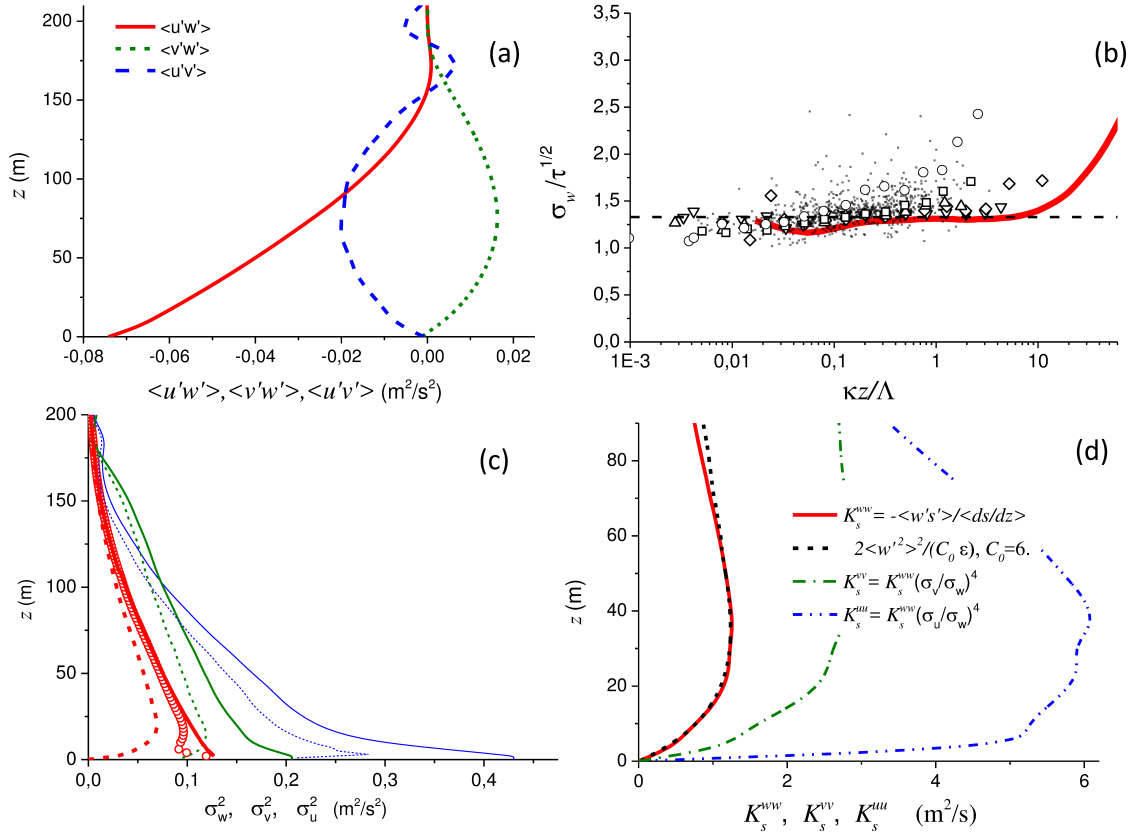 200
150
100
50
0
z (m)
<u'w'>
<v'w'>
<u'v'>
(a)
-0,08 -0,06 -0,04 -0,02 0,00 0,02
<u'w'>,<v'w'>,<u'v'> (m²/s²)
3,5
3,0
2,5
2,0
1,5
1,0
0,5
0,0
σw/τ^1/2
(b)
1E-3 0,01 0,1 1 10
κz/Λ
200
150
100
50
0
z (m)
(c)
0,0 0,1 0,2 0,3 0,4
σ²w, σ²v, σ²u (m²/s²)
80
60
40
20
0
z (m)
(d)
Ksww = -<w's'>/<ds/dz>
2<w'²>²/(C0 ε), C0=6.
Ksvv = Ksww(σv/σw)⁴
Ksuu = Ksww(σu/σw)⁴
0 2 4 6
Ksww, Ksvv, Ksuu (m²/s)